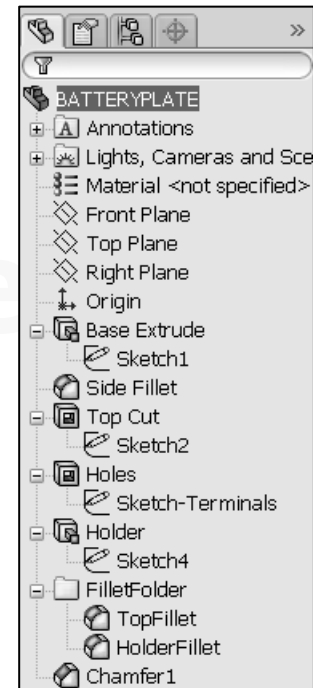 »
BATTERYPLATE
Annotations
Lights, Cameras and Sce
Material <not specified>
Front Plane
Top Plane
Right Plane
Origin
Base Extrude
Sketch1
Side Fillet
Top Cut
Sketch2
Holes
Sketch-Terminals
Holder
Sketch4
FilletFolder
TopFillet
HolderFillet
Chamfer1